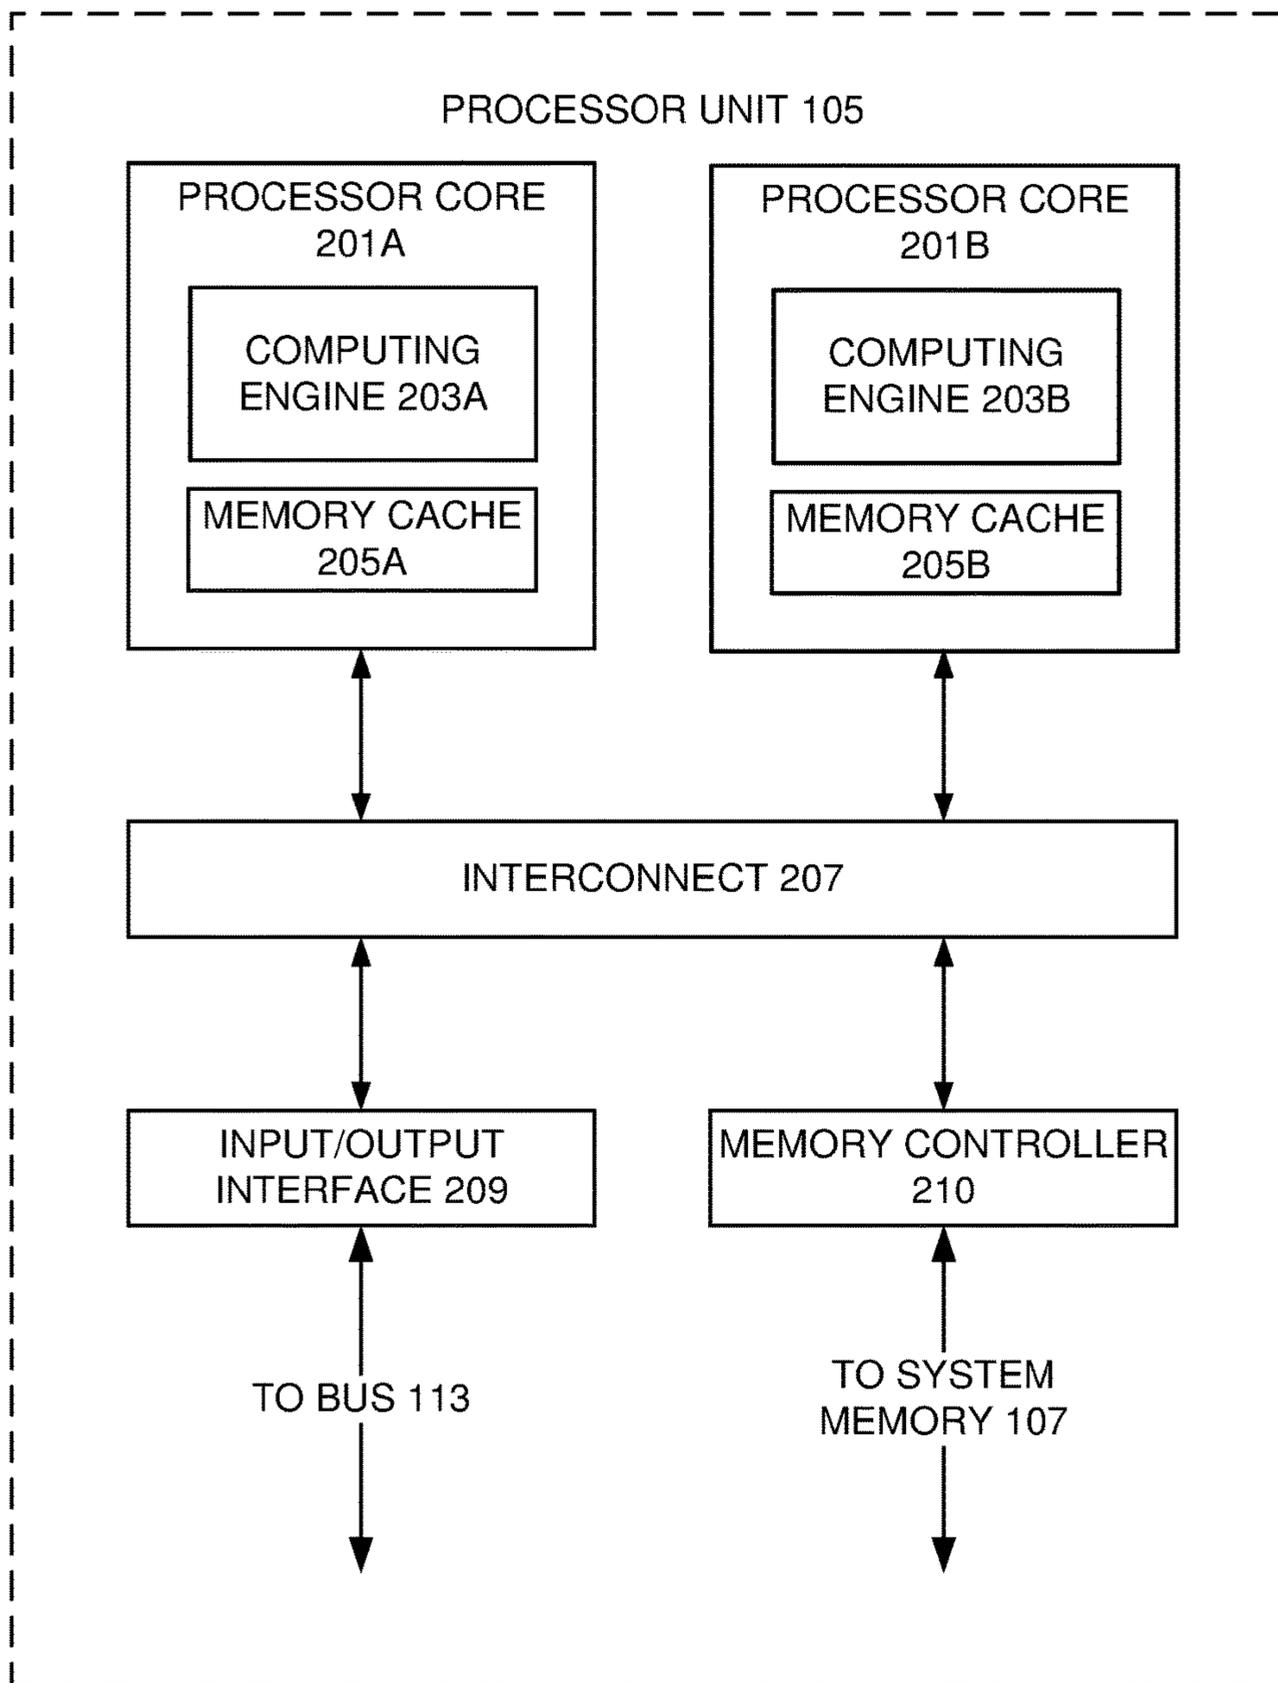 PROCESSOR UNIT 105
PROCESSOR CORE
201A
COMPUTING
ENGINE 203A
MEMORY CACHE
205A
PROCESSOR CORE
201B
COMPUTING
ENGINE 203B
MEMORY CACHE
205B
INTERCONNECT 207
INPUT/OUTPUT
INTERFACE 209
MEMORY CONTROLLER
210
TO BUS 113
TO SYSTEM
MEMORY 107